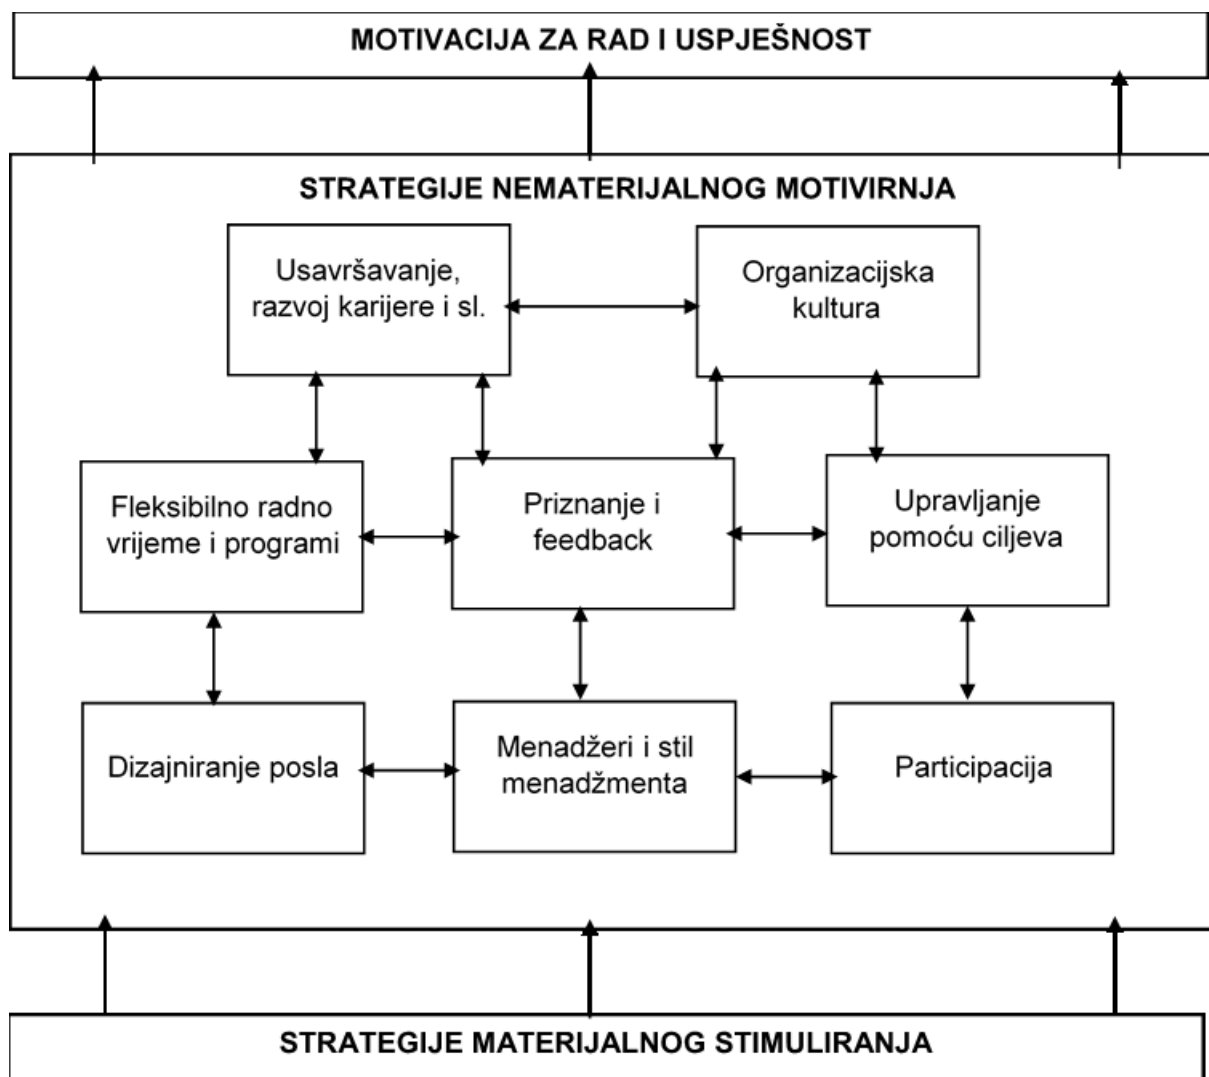 MOTIVACIJA ZA RAD I USPJEŠNOST
STRATEGIJE NEMATERIJALNOG MOTIVIRNJA
Usavršavanje,
razvoj karijere i sl.
Organizacijska
kultura
Fleksibilno radno
vrijeme i programi
Priznanje i
feedback
Upravljanje
pomoću ciljeva
Dizajniranje posla
Menadžeri i stil
menadžmenta
Participacija
STRATEGIJE MATERIJALNOG STIMULIRANJA